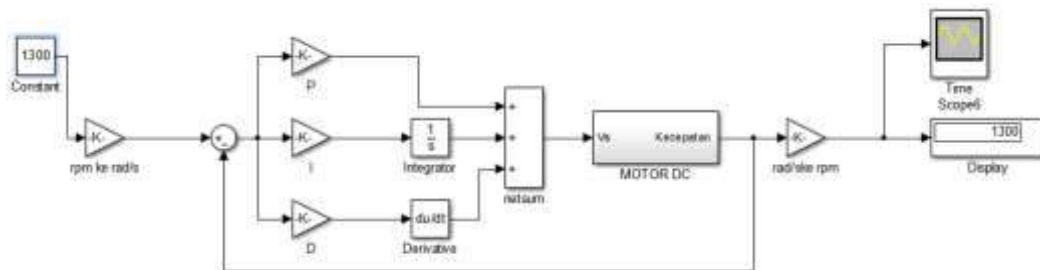 1300
Constant
-K-
rpm ke rad/s
-K-
P
-K-
I
1
s
Integrator
-K-
D
du/dt
Derivative
netsum
Vs
Kecepatan
MOTOR DC
-K-
rad/ske rpm
Time
Scope6
1300
Display